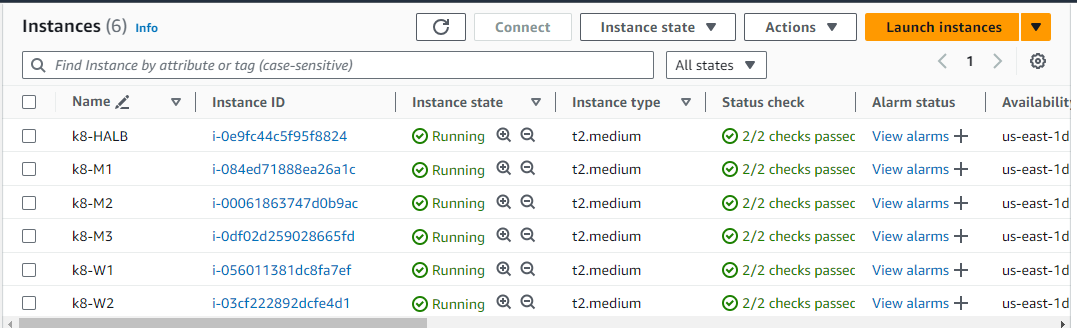 Instances (6) Info Connect Instance state Actions Launch instances
Find Instance by attribute or tag (case-sensitive) All states 1
Name Instance ID Instance state Instance type Status check Alarm status Availability
k8-HALB i-0e9fc44c5f95f8824 Running t2.medium 2/2 checks passec View alarms + us-east-1d
k8-M1 i-084ed71888ea26a1c Running t2.medium 2/2 checks passec View alarms + us-east-1d
k8-M2 i-00061863747d0b9ac Running t2.medium 2/2 checks passec View alarms + us-east-1d
k8-M3 i-0df02d259028665fd Running t2.medium 2/2 checks passec View alarms + us-east-1d
k8-W1 i-056011381dc8fa7ef Running t2.medium 2/2 checks passec View alarms + us-east-1d
k8-W2 i-03cf222892dcfe4d1 Running t2.medium 2/2 checks passec View alarms + us-east-1d